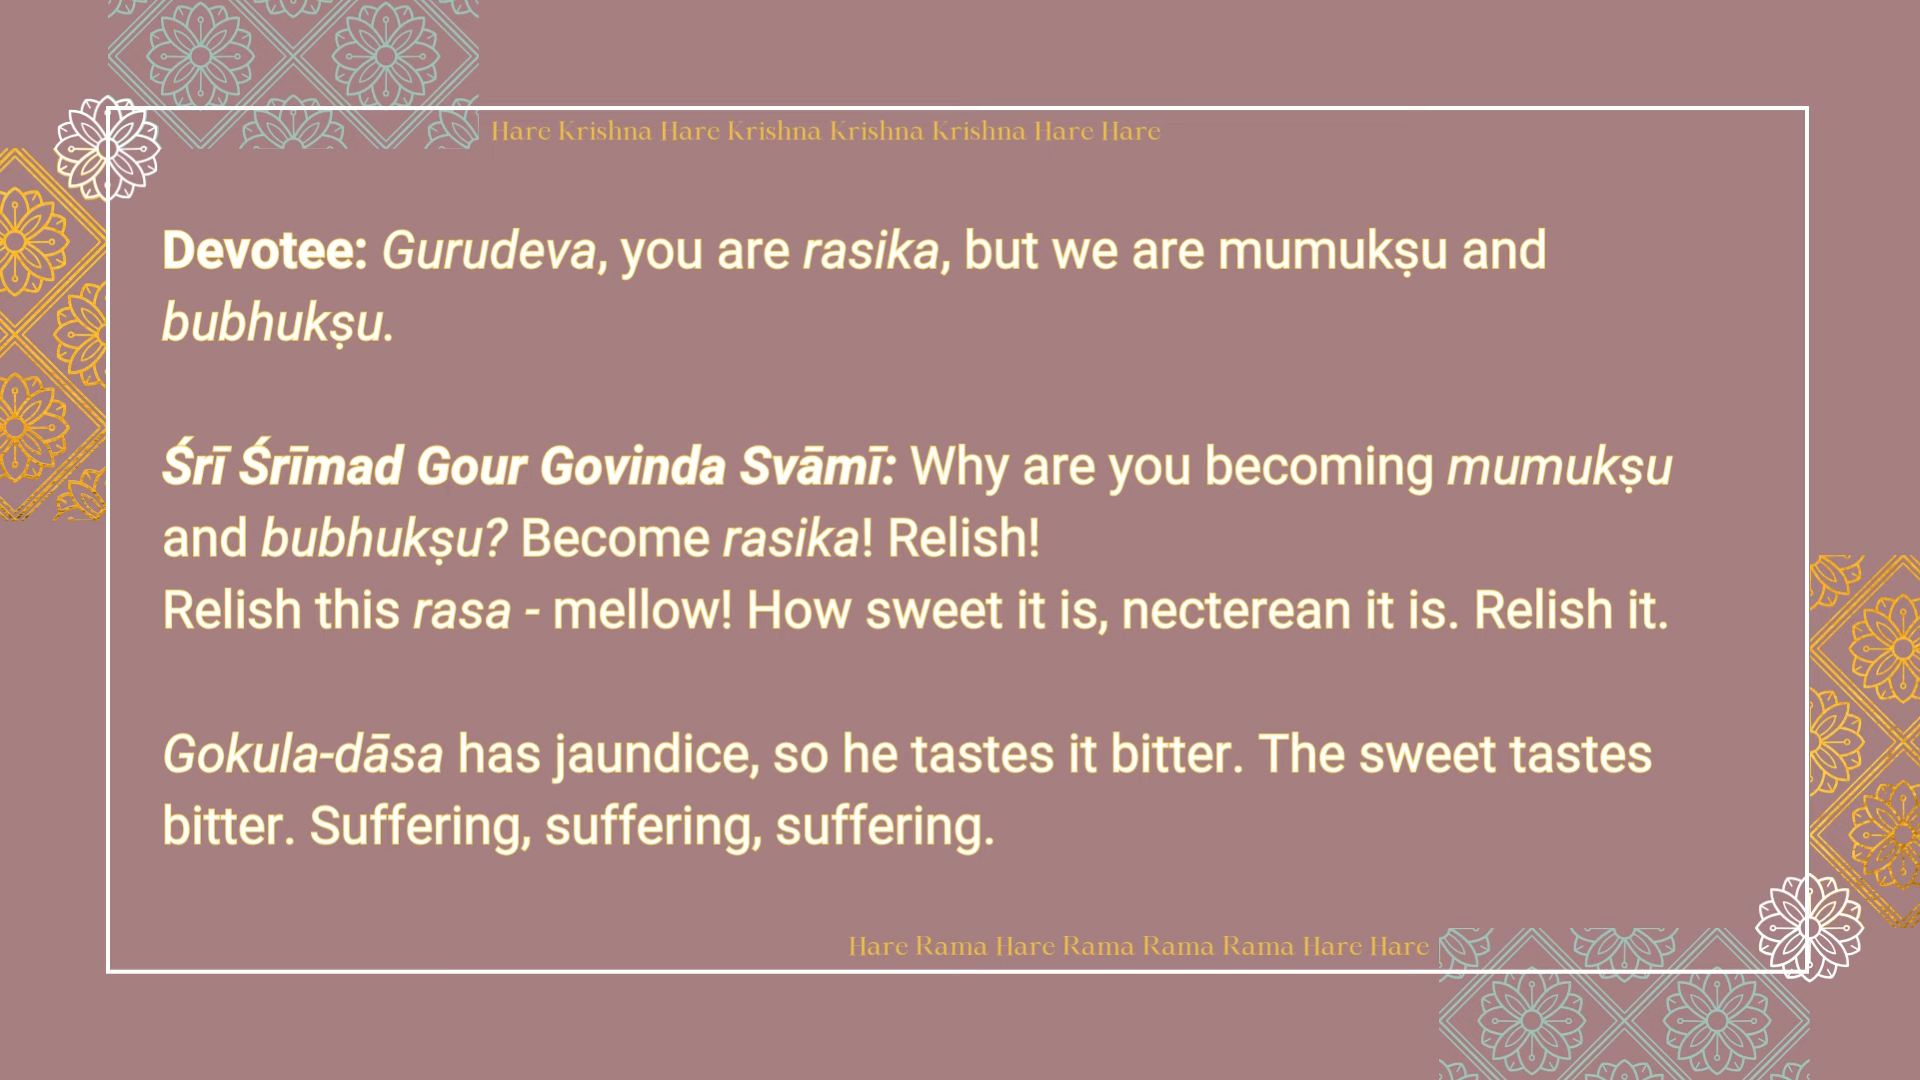 Hare Krishna Hare Krishna Krishna Krishna Hare Hare
Devotee: Gurudeva, you are rasika, but we are mumukṣu and
bubhukṣu.
Śrī Śrīmad Gour Govinda Svāmī: Why are you becoming mumukṣu
and bubhukṣu? Become rasika! Relish!
Relish this rasa - mellow! How sweet it is, necterean it is. Relish it.
Gokula-dāsa has jaundice, so he tastes it bitter. The sweet tastes
bitter. Suffering, suffering, suffering.
Hare Rama Hare Rama Rama Rama Hare Hare